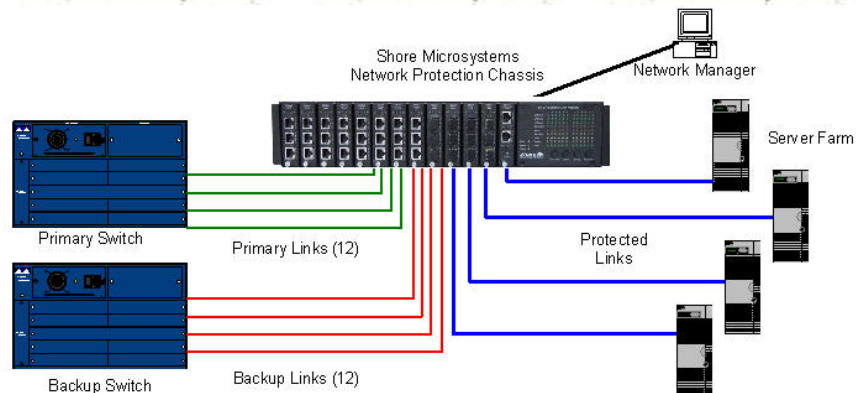 Shore Microsystems
Network Protection Chassis
Network Manager
Server Farm
Primary Switch
Primary Links (12)
Protected
Links
Backup Switch
Backup Links (12)